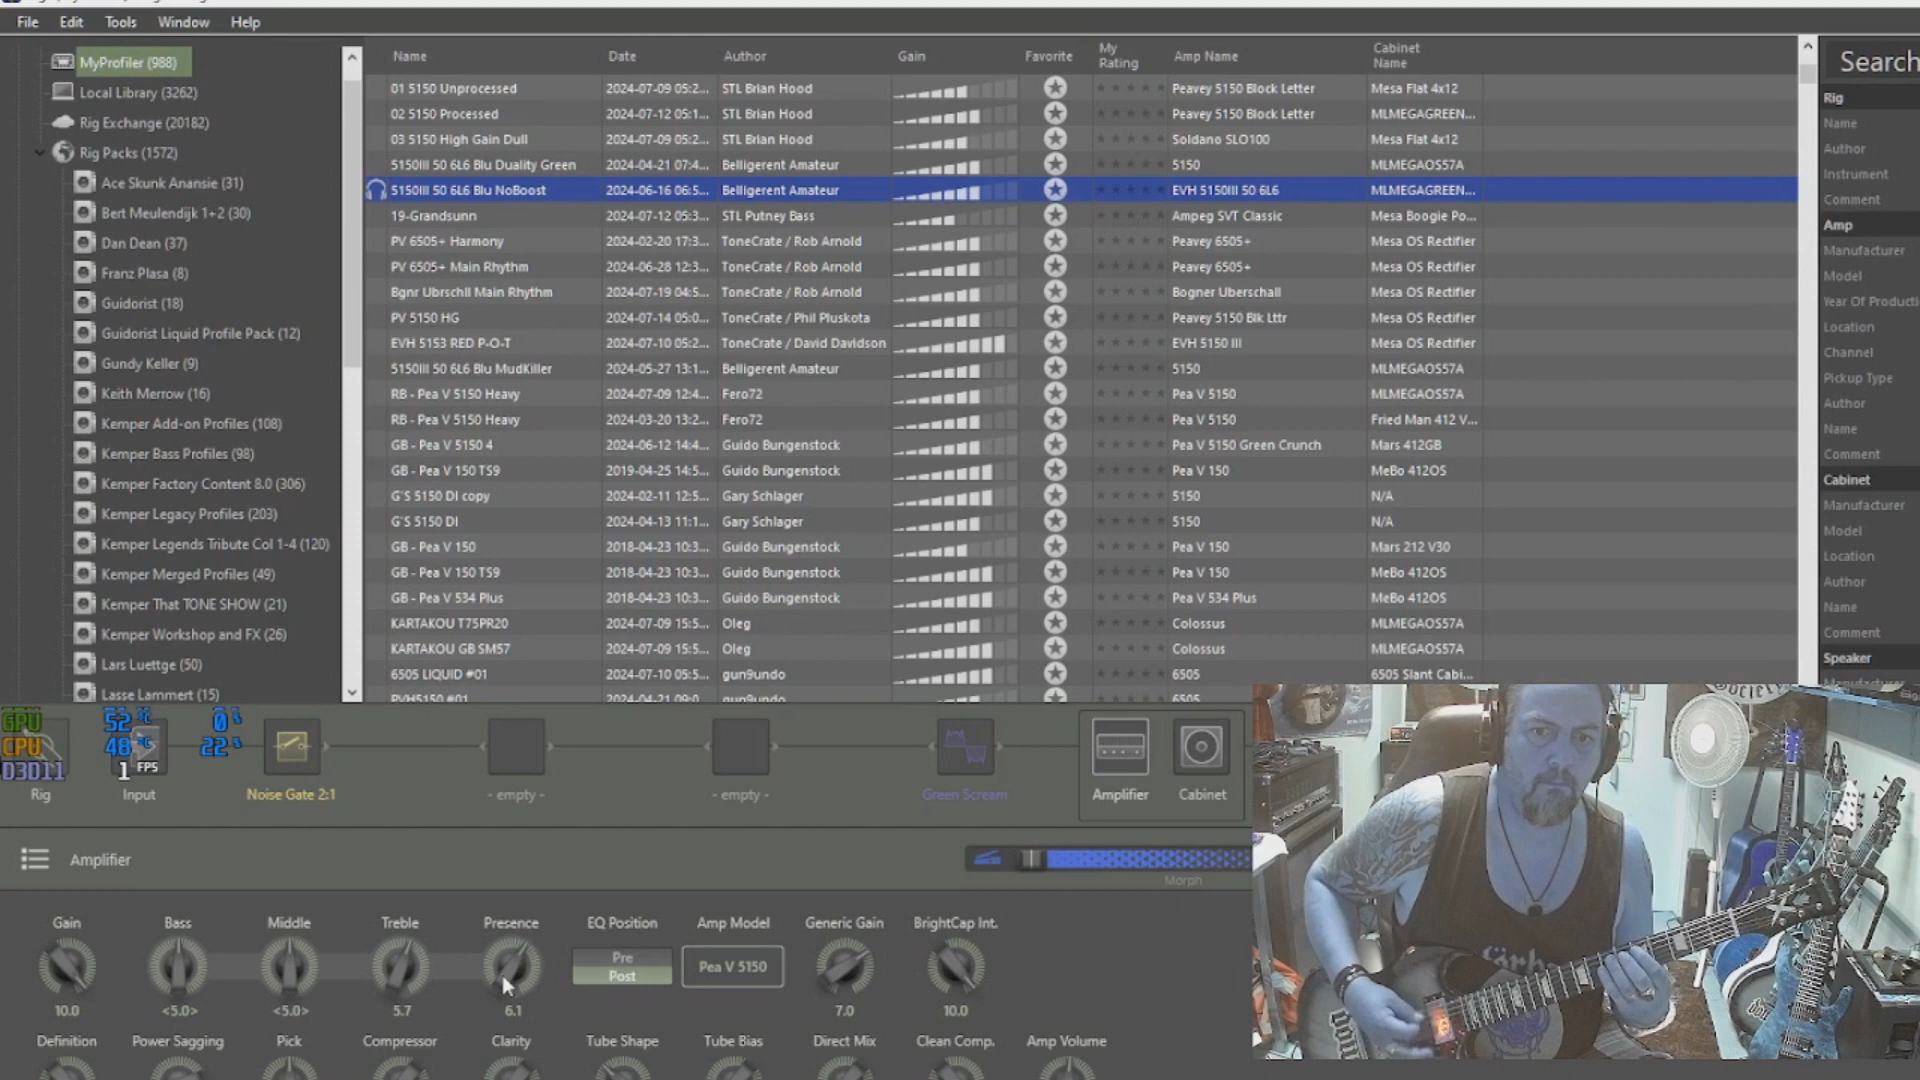 File Edit Tools Window Help
MyProfiler (988)
Local Library (3262)
Rig Exchange (20182)
Rig Packs (1572)
Ace Skunk Anansie (31)
Bert Meulendijk 1+2 (30)
Dan Dean (37)
Franz Plasa (8)
Guidorist (18)
Guidorist Liquid Profile Pack (12)
Gundy Keller (9)
Keith Merrow (16)
Kemper Add-on Profiles (108)
Kemper Bass Profiles (98)
Kemper Factory Content 8.0 (306)
Kemper Legacy Profiles (203)
Kemper Legends Tribute Col 1-4 (120)
Kemper Merged Profiles (49)
Kemper That TONE SHOW (21)
Kemper Workshop and FX (26)
Lars Luettge (50)
Lasse Lammert (15)
Name Date Author Gain Favorite My Rating Amp Name Cabinet Name
01 5150 Unprocessed 2024-07-09 05:2... STL Brian Hood Peavey 5150 Block Letter Mesa Flat 4x12
02 5150 Processed 2024-07-12 05:1... STL Brian Hood Peavey 5150 Block Letter MLMEGAGREEN...
03 5150 High Gain Dull 2024-07-09 05:2... STL Brian Hood Soldano SLO100 Mesa Flat 4x12
5150III 50 6L6 Blu Duality Green 2024-04-21 07:4... Belligerent Amateur 5150 MLMEGAOS57A
5150III 50 6L6 Blu NoBoost 2024-06-16 06:5... Belligerent Amateur EVH 5150III 50 6L6 MLMEGAGREEN...
19-Grandsunn 2024-07-12 05:3... STL Putney Bass Ampeg SVT Classic Mesa Boogie Po...
PV 6505+ Harmony 2024-02-20 17:3... ToneCrate / Rob Arnold Peavey 6505+ Mesa OS Rectifier
PV 6505+ Main Rhythm 2024-06-28 12:3... ToneCrate / Rob Arnold Peavey 6505+ Mesa OS Rectifier
Bgnr Ubrschll Main Rhythm 2024-07-19 04:5... ToneCrate / Rob Arnold Bogner Uberschall Mesa OS Rectifier
PV 5150 HG 2024-07-14 05:0... ToneCrate / Phil Pluskota Peavey 5150 Blk Lttr Mesa OS Rectifier
EVH 5153 RED P-O-T 2024-07-10 05:2... ToneCrate / David Davidson EVH 5150 III Mesa OS Rectifier
5150III 50 6L6 Blu MudKiller 2024-05-27 13:1... Belligerent Amateur 5150 MLMEGAOS57A
RB - Pea V 5150 Heavy 2024-07-09 12:4... Fero72 Pea V 5150 MLMEGAOS57A
RB - Pea V 5150 Heavy 2024-03-20 13:2... Fero72 Pea V 5150 Fried Man 412 V...
GB - Pea V 5150 4 2024-06-12 14:4... Guido Bungenstock Pea V 5150 Green Crunch Mars 412GB
GB - Pea V 150 TS9 2019-04-25 14:5... Guido Bungenstock Pea V 150 MeBo 412OS
G'S 5150 DI copy 2024-02-11 12:5... Gary Schlager 5150 N/A
G'S 5150 DI 2024-04-13 11:1... Gary Schlager 5150 N/A
GB - Pea V 150 2018-04-23 10:3... Guido Bungenstock Pea V 150 Mars 212 V30
GB - Pea V 150 TS9 2018-04-23 10:3... Guido Bungenstock Pea V 150 MeBo 412OS
GB - Pea V 534 Plus 2018-04-23 10:3... Guido Bungenstock Pea V 534 Plus MeBo 412OS
KARTAKOU T75PR20 2024-07-09 15:5... Oleg Colossus MLMEGAOS57A
KARTAKOU GB SM57 2024-07-09 15:5... Oleg Colossus MLMEGAOS57A
6505 LIQUID #01 2024-07-10 05:5... gun9undo 6505 6505 Slant Cabi...
PVH5150 #01 2024-04-21 09:0... gun9undo 6505
Search
Rig
Name
Author
Instrument
Comment
Amp
Manufacturer
Model
Year Of Producti
Location
Channel
Pickup Type
Author
Name
Comment
Cabinet
Manufacturer
Model
Location
Author
Name
Comment
Speaker
Manufacturer
GPU 52 °C 0 %
CPU 48 °C 22 %
D3D11 1 FPS
Rig Input Noise Gate 2:1 - empty - - empty - Green Scream Amplifier Cabinet
Amplifier
Morph
Gain Bass Middle Treble Presence EQ Position Amp Model Generic Gain BrightCap Int.
Pre
Post
Pea V 5150
10.0 <5.0> <5.0> 5.7 6.1 7.0 10.0
Definition Power Sagging Pick Compressor Clarity Tube Shape Tube Bias Direct Mix Clean Comp. Amp Volume